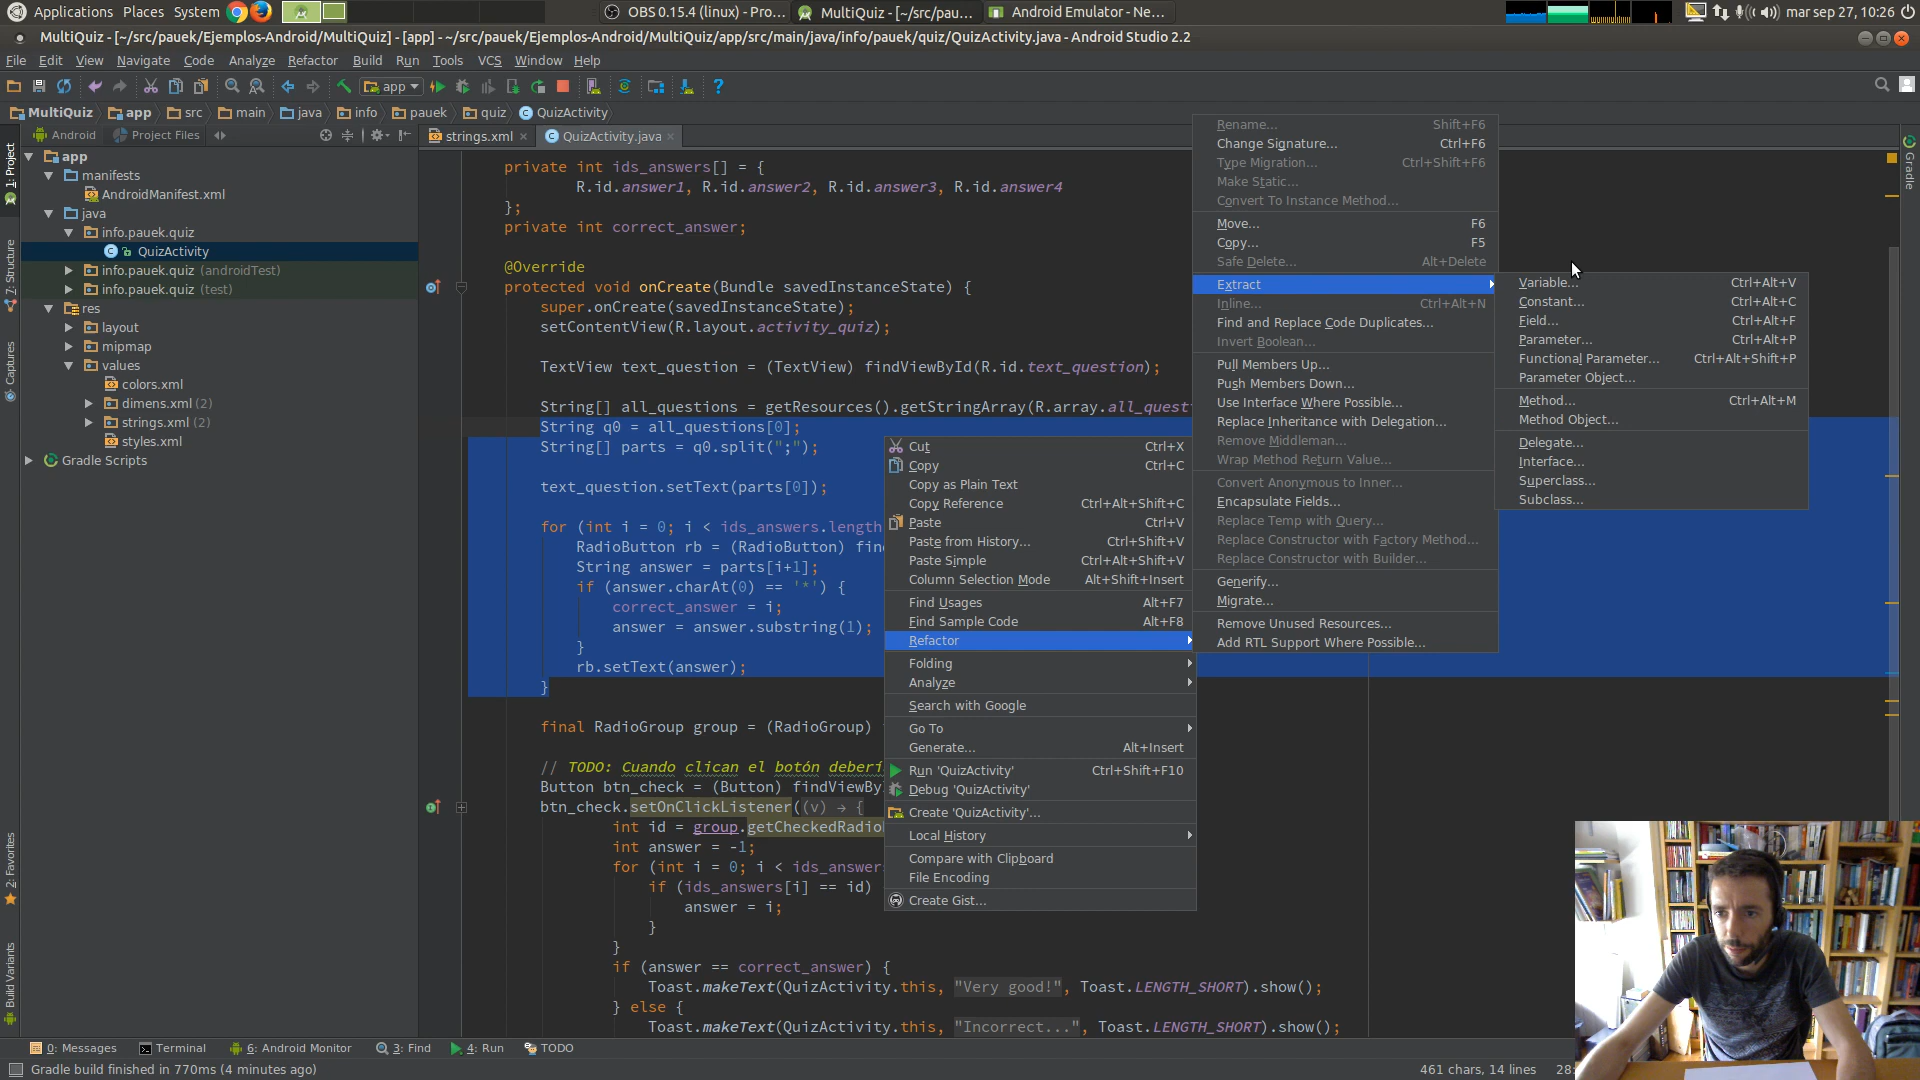 Applications Places System
OBS 0.15.4 (linux) - Pro...
MultiQuiz - [~/src/pau...
Android Emulator - Ne...
mar sep 27, 10:26
MultiQuiz - [~/src/pauek/Ejemplos-Android/MultiQuiz] - [app] - ~/src/pauek/Ejemplos-Android/MultiQuiz/app/src/main/java/info/pauek/quiz/QuizActivity.java - Android Studio 2.2
File Edit View Navigate Code Analyze Refactor Build Run Tools VCS Window Help
app
MultiQuiz app src main java info pauek quiz QuizActivity
Android Project Files
strings.xml QuizActivity.java
1: Project
7: Structure
Captures
2: Favorites
Build Variants
Gradle
app
manifests
AndroidManifest.xml
java
info.pauek.quiz
QuizActivity
info.pauek.quiz (androidTest)
info.pauek.quiz (test)
res
layout
mipmap
values
colors.xml
dimens.xml (2)
strings.xml (2)
styles.xml
Gradle Scripts
private int ids_answers[] = {
R.id.answer1, R.id.answer2, R.id.answer3, R.id.answer4
};
private int correct_answer;
@Override
protected void onCreate(Bundle savedInstanceState) {
super.onCreate(savedInstanceState);
setContentView(R.layout.activity_quiz);
TextView text_question = (TextView) findViewById(R.id.text_question);
String[] all_questions = getResources().getStringArray(R.array.all_quest
String q0 = all_questions[0];
String[] parts = q0.split(";");
text_question.setText(parts[0]);
for (int i = 0; i < ids_answers.length
RadioButton rb = (RadioButton) fin
String answer = parts[i+1];
if (answer.charAt(0) == '*') {
correct_answer = i;
answer = answer.substring(1);
}
rb.setText(answer);
}
final RadioGroup group = (RadioGroup)
// TODO: Cuando clican el botón deberí
Button btn_check = (Button) findViewBy
btn_check.setOnClickListener((v) → {
int id = group.getCheckedRadio
int answer = -1;
for (int i = 0; i < ids_answers
if (ids_answers[i] == id)
answer = i;
}
}
if (answer == correct_answer) {
Toast.makeText(QuizActivity.this, "Very good!", Toast.LENGTH_SHORT).show();
} else {
Toast.makeText(QuizActivity.this, "Incorrect...", Toast.LENGTH_SHORT).show();
Cut Ctrl+X
Copy Ctrl+C
Copy as Plain Text
Copy Reference Ctrl+Alt+Shift+C
Paste Ctrl+V
Paste from History... Ctrl+Shift+V
Paste Simple Ctrl+Alt+Shift+V
Column Selection Mode Alt+Shift+Insert
Find Usages Alt+F7
Find Sample Code Alt+F8
Refactor
Folding
Analyze
Search with Google
Go To
Generate... Alt+Insert
Run 'QuizActivity' Ctrl+Shift+F10
Debug 'QuizActivity'
Create 'QuizActivity'...
Local History
Compare with Clipboard
File Encoding
Create Gist...
Rename... Shift+F6
Change Signature... Ctrl+F6
Type Migration... Ctrl+Shift+F6
Make Static...
Convert To Instance Method...
Move... F6
Copy... F5
Safe Delete... Alt+Delete
Extract
Inline... Ctrl+Alt+N
Find and Replace Code Duplicates...
Invert Boolean...
Pull Members Up...
Push Members Down...
Use Interface Where Possible...
Replace Inheritance with Delegation...
Remove Middleman...
Wrap Method Return Value...
Convert Anonymous to Inner...
Encapsulate Fields...
Replace Temp with Query...
Replace Constructor with Factory Method...
Replace Constructor with Builder...
Generify...
Migrate...
Remove Unused Resources...
Add RTL Support Where Possible...
Variable... Ctrl+Alt+V
Constant... Ctrl+Alt+C
Field... Ctrl+Alt+F
Parameter... Ctrl+Alt+P
Functional Parameter... Ctrl+Alt+Shift+P
Parameter Object...
Method... Ctrl+Alt+M
Method Object...
Delegate...
Interface...
Superclass...
Subclass...
0: Messages Terminal 6: Android Monitor 3: Find 4: Run TODO
Gradle build finished in 770ms (4 minutes ago)
461 chars, 14 lines 28: